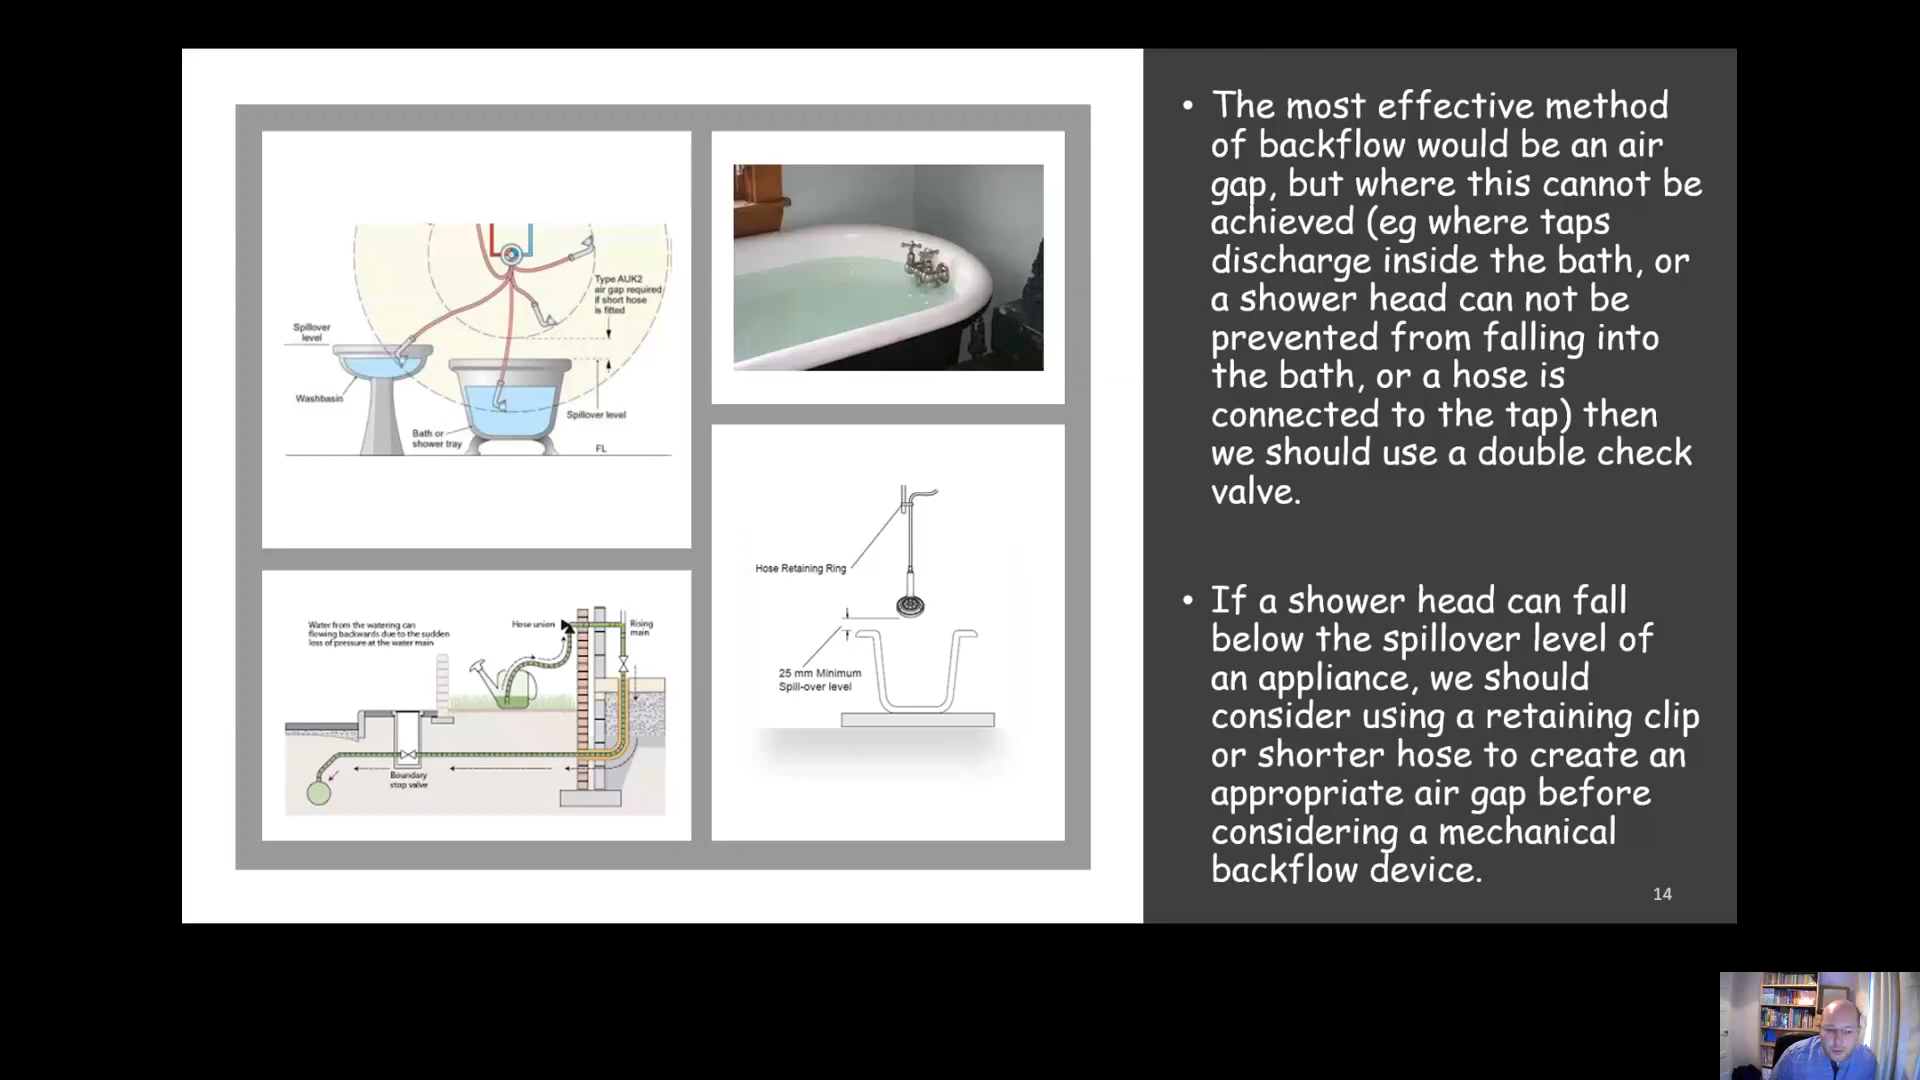 Type AUK2
air gap required
if short hose
is fitted
Spillover
level
Washbasin
Bath or
shower tray
Spillover level
FL
Water from the watering can
flowing backwards due to the sudden
loss of pressure at the water main
Hose union
Rising
main
Boundary
stop valve
Hose Retaining Ring
25 mm Minimum
Spill-over level
• The most effective method
of backflow would be an air
gap, but where this cannot be
achieved (eg where taps
discharge inside the bath, or
a shower head can not be
prevented from falling into
the bath, or a hose is
connected to the tap) then
we should use a double check
valve.
• If a shower head can fall
below the spillover level of
an appliance, we should
consider using a retaining clip
or shorter hose to create an
appropriate air gap before
considering a mechanical
backflow device.
14